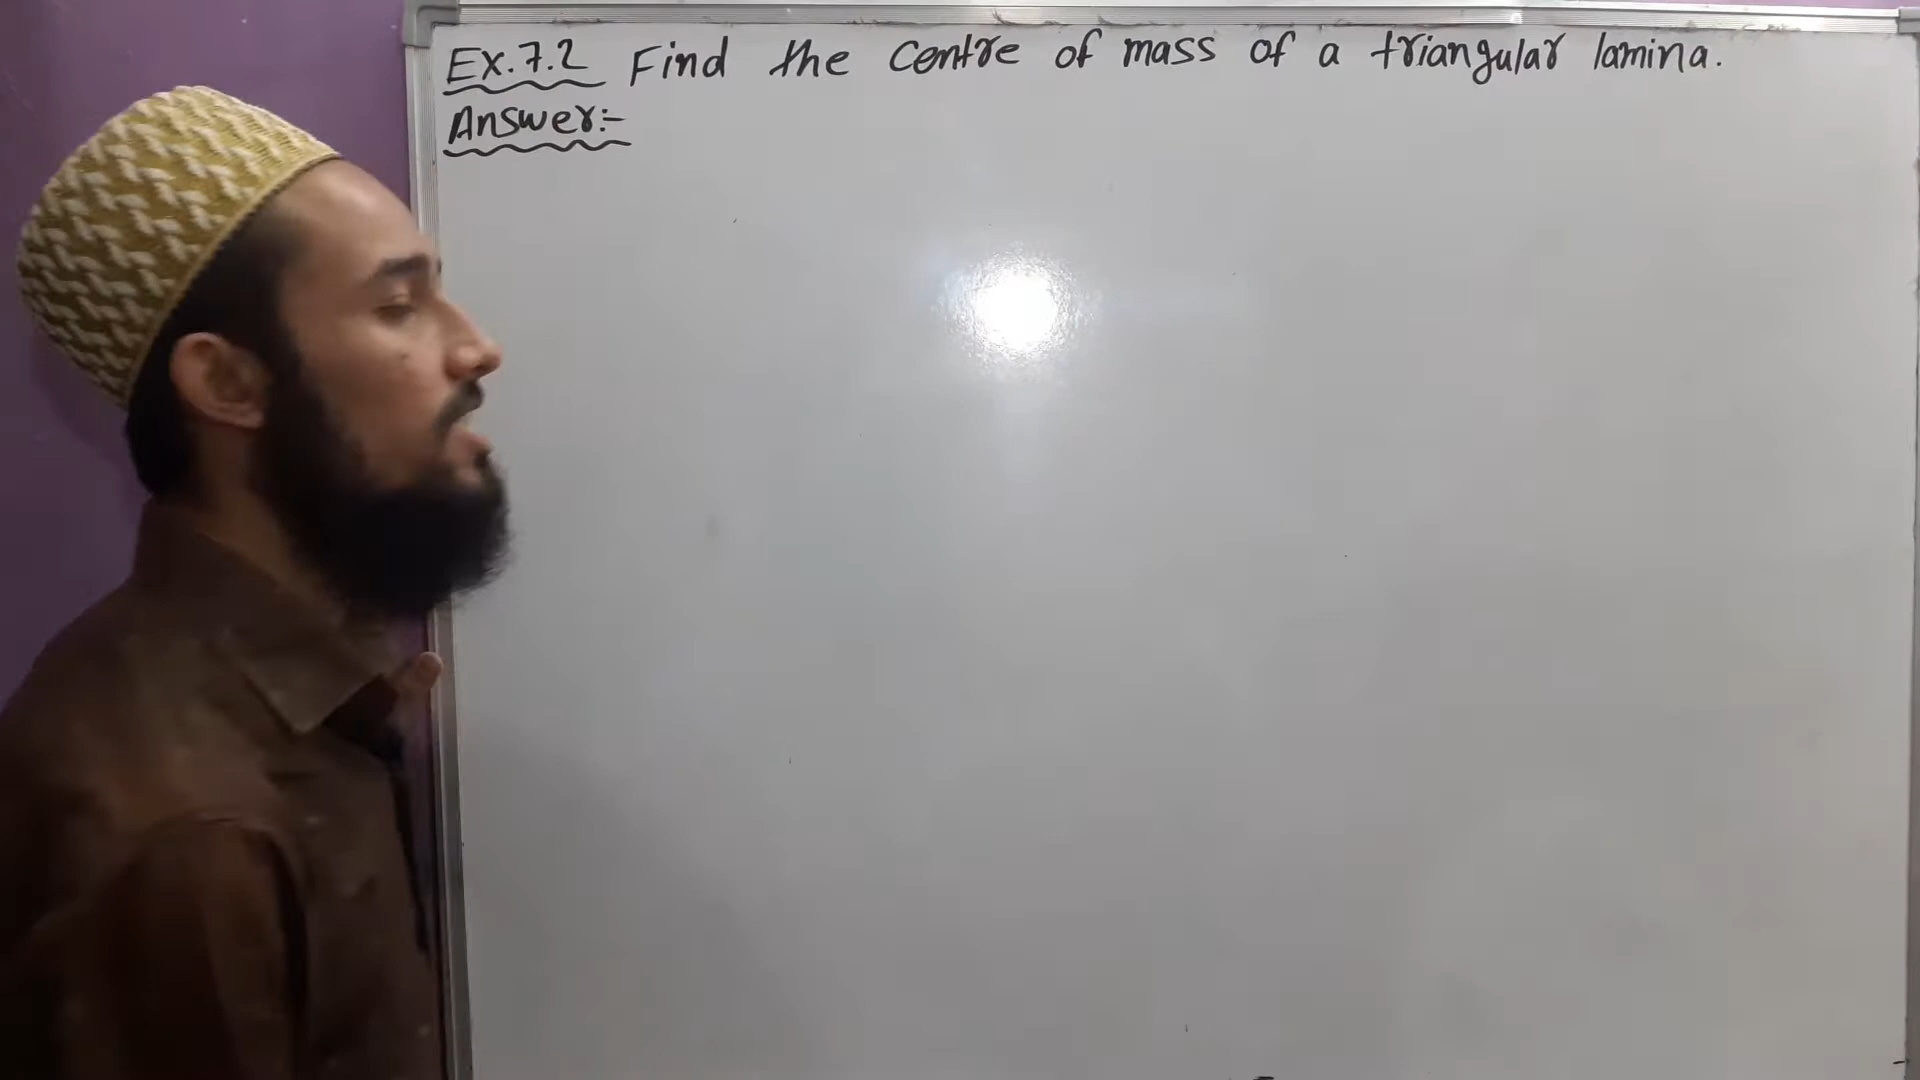 Ex.7.2 Find the Centre of mass of a triangular lamina.
Answer:-